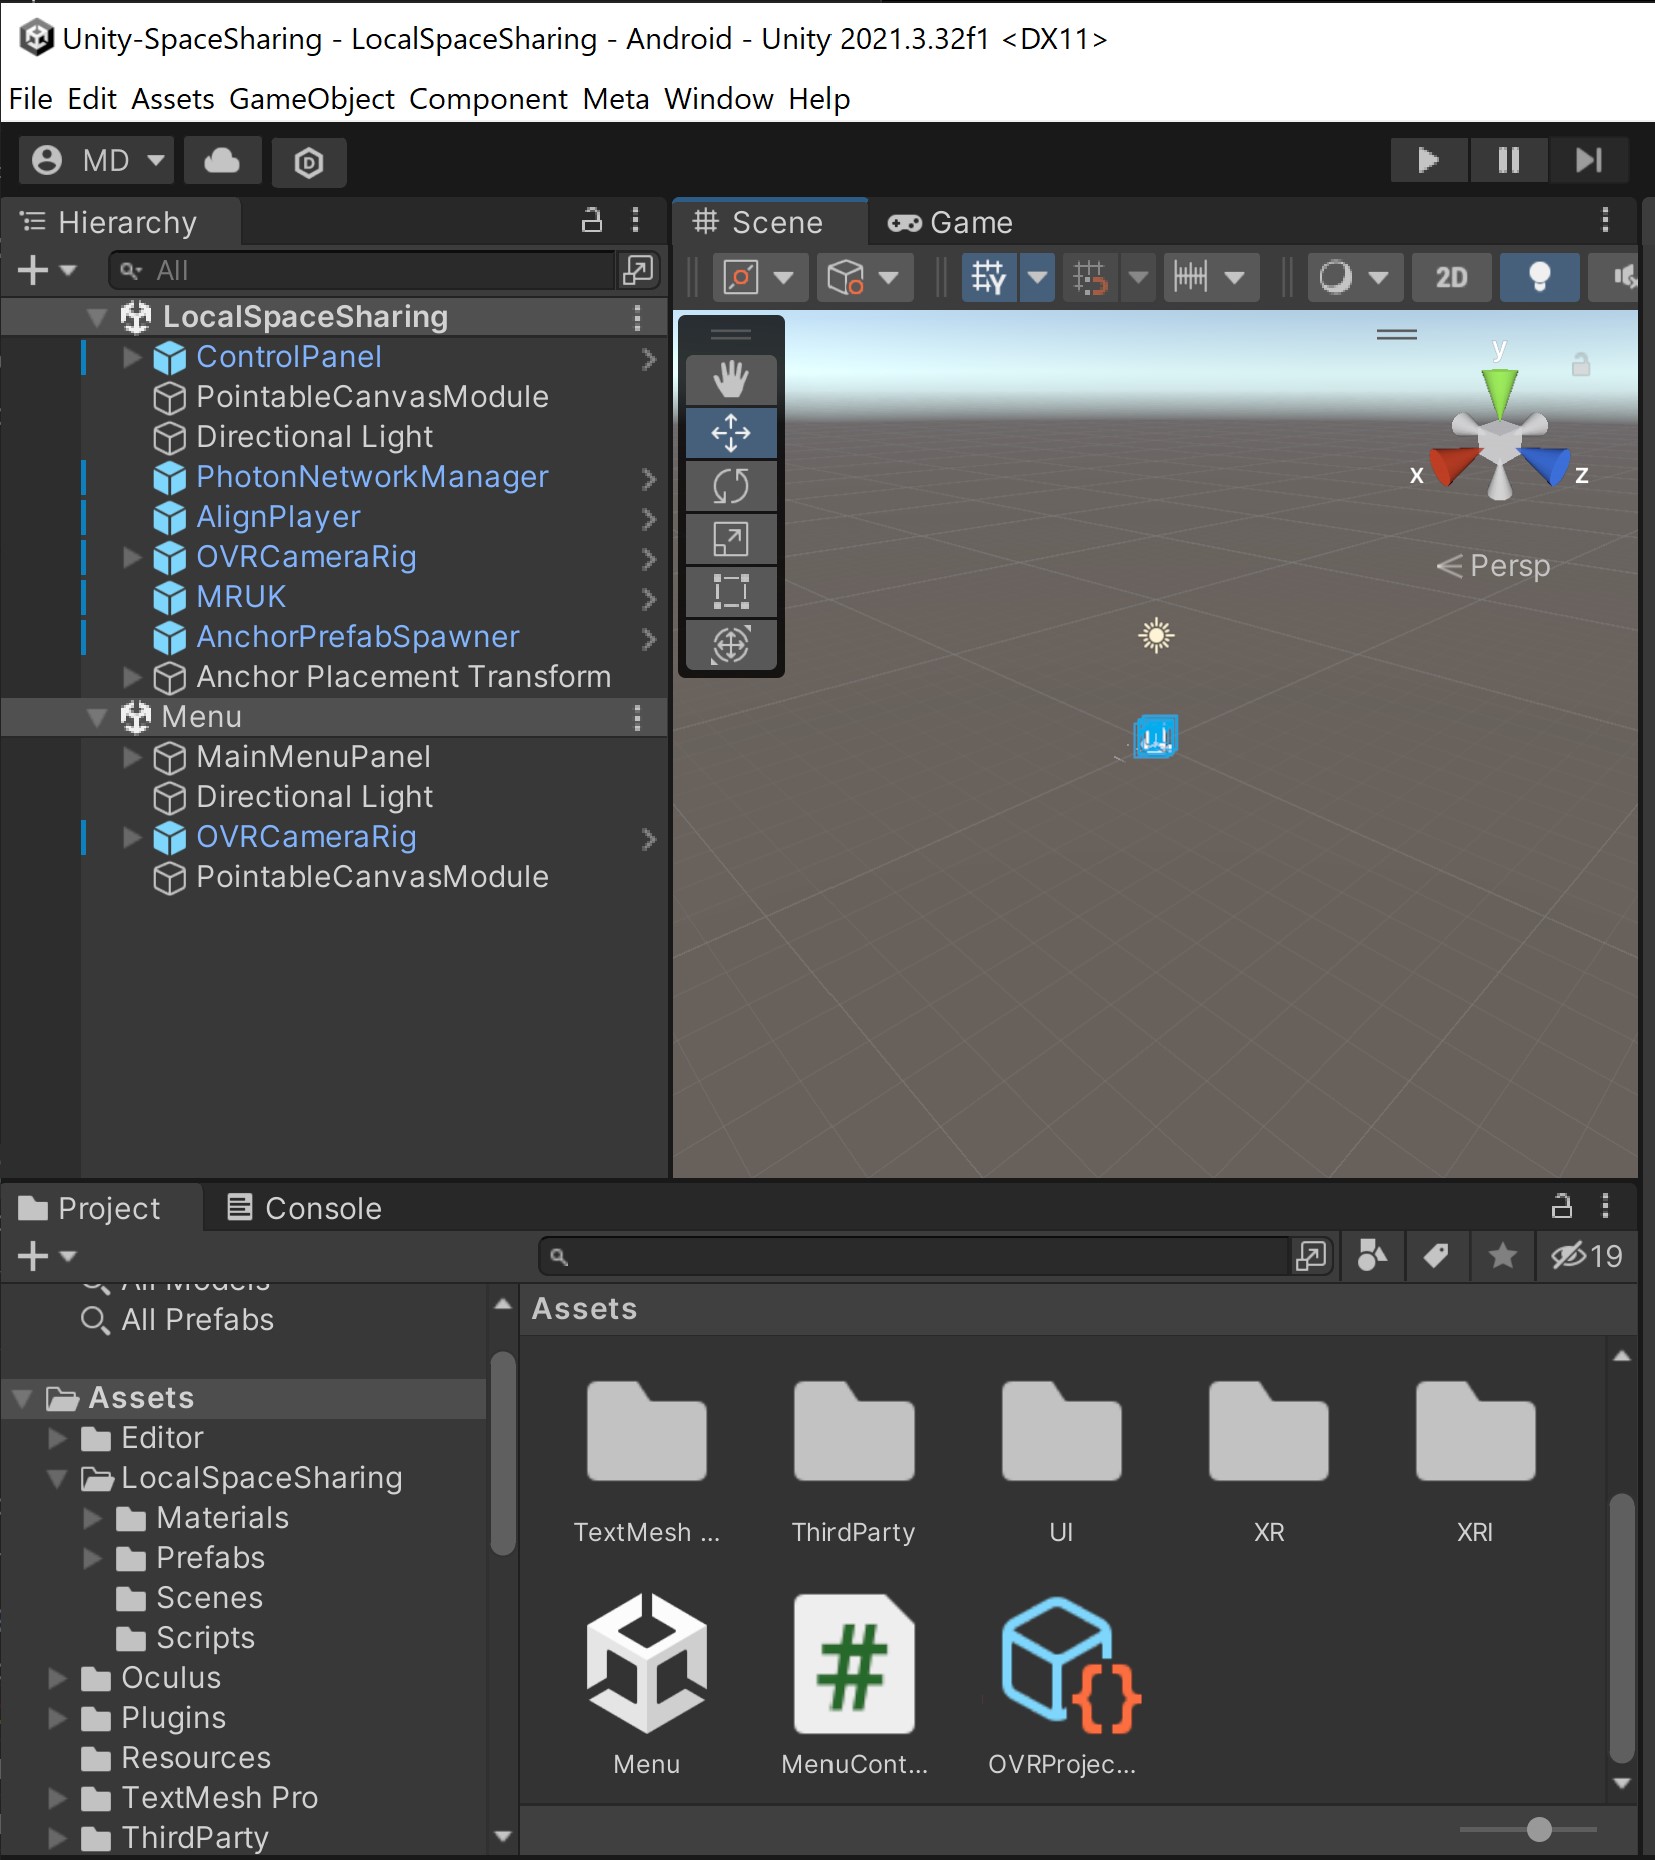 Unity-SpaceSharing - LocalSpaceSharing - Android - Unity 2021.3.32f1 <DX11>
File Edit Assets GameObject Component Meta Window Help
MD
Hierarchy
All
LocalSpaceSharing
ControlPanel
PointableCanvasModule
Directional Light
PhotonNetworkManager
AlignPlayer
OVRCameraRig
MRUK
AnchorPrefabSpawner
Anchor Placement Transform
Menu
MainMenuPanel
Directional Light
OVRCameraRig
PointableCanvasModule
Scene Game
2D
y
x z
Persp
Project Console
19
All Models
All Prefabs
Assets
Editor
LocalSpaceSharing
Materials
Prefabs
Scenes
Scripts
Oculus
Plugins
Resources
TextMesh Pro
ThirdParty
Assets
TextMesh ... ThirdParty UI XR XRI
Menu MenuCont... OVRProjec...